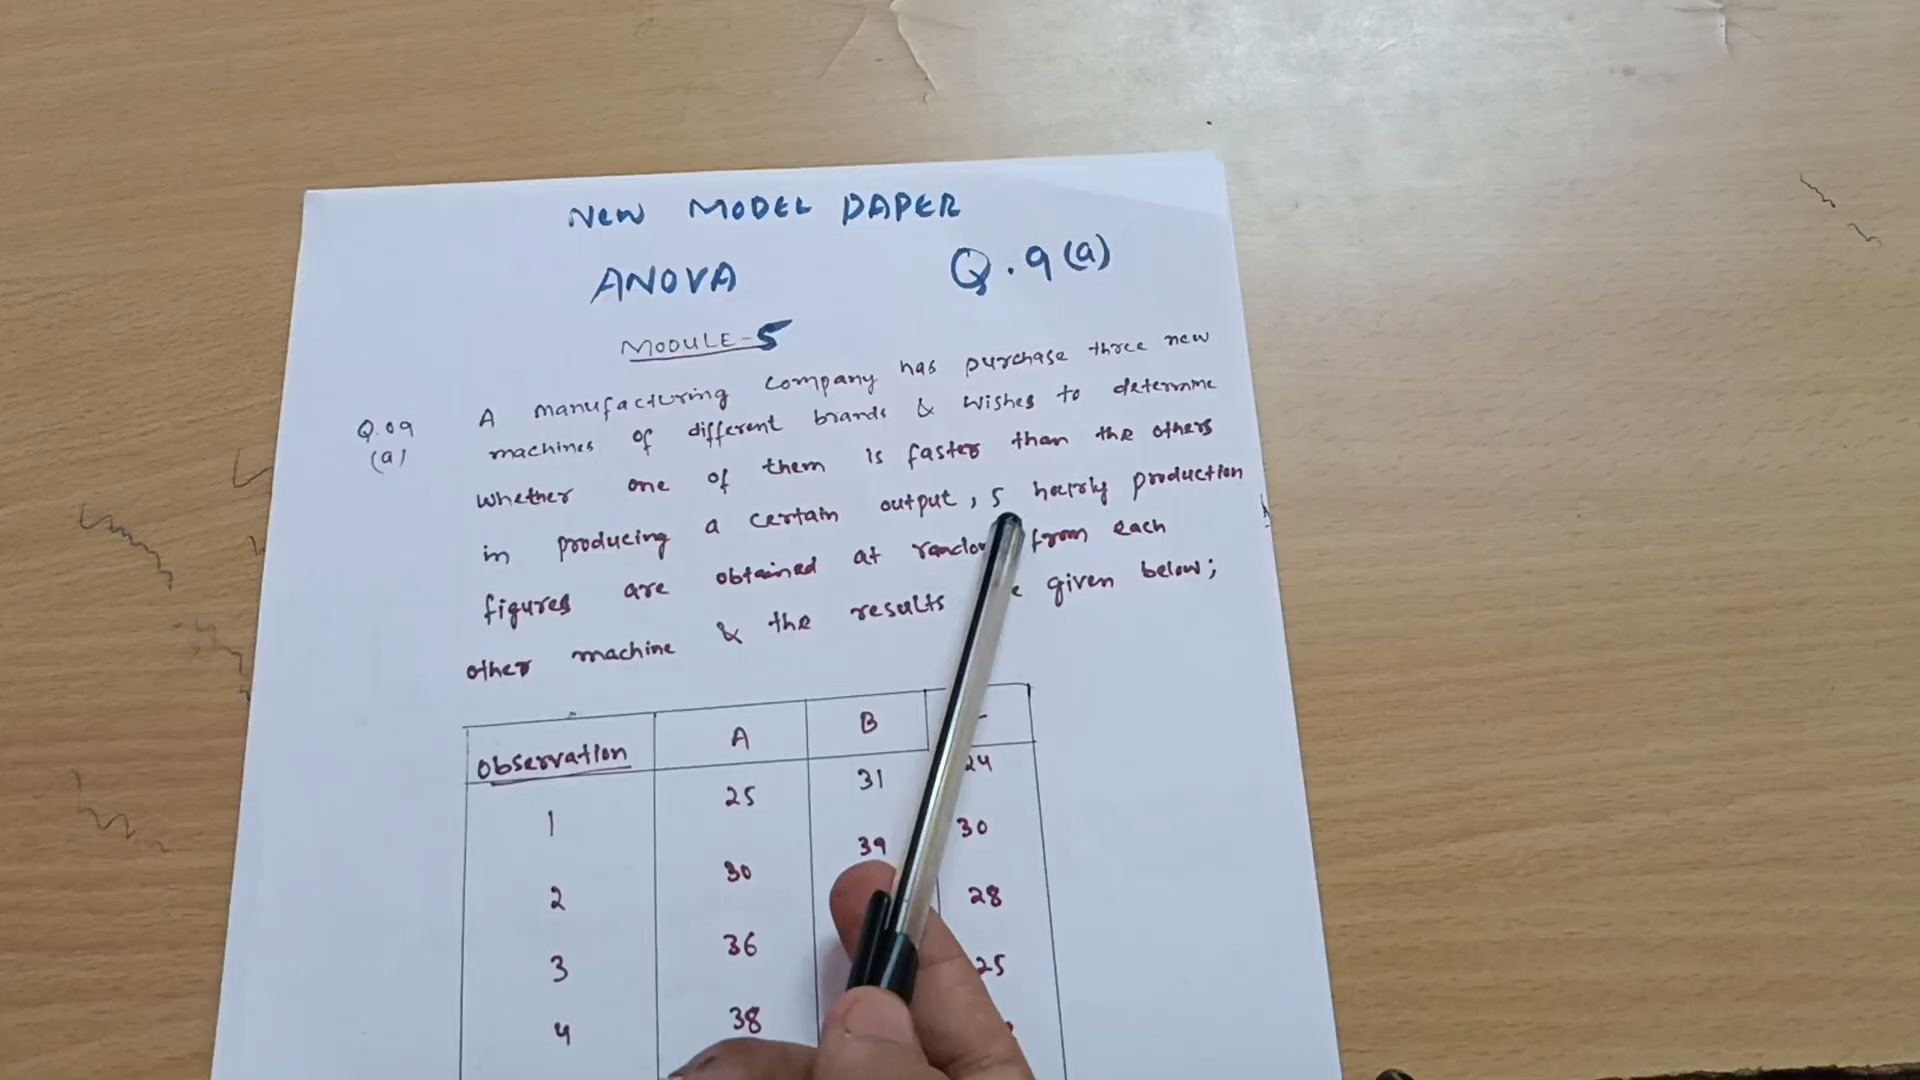 NEW MODEL PAPER
ANOVA Q.9(a)
MODULE-5
Q.09 (a) A manufacturing company has purchase three new
machines of different brands & wishes to determine
whether one of them is faster than the others
in producing a certain output, 5 hourly production
figures are obtained at from each
other machine & the results given below;
Observation A B
1 25 31 24
2 30 39 30
3 36 28
4 38 25